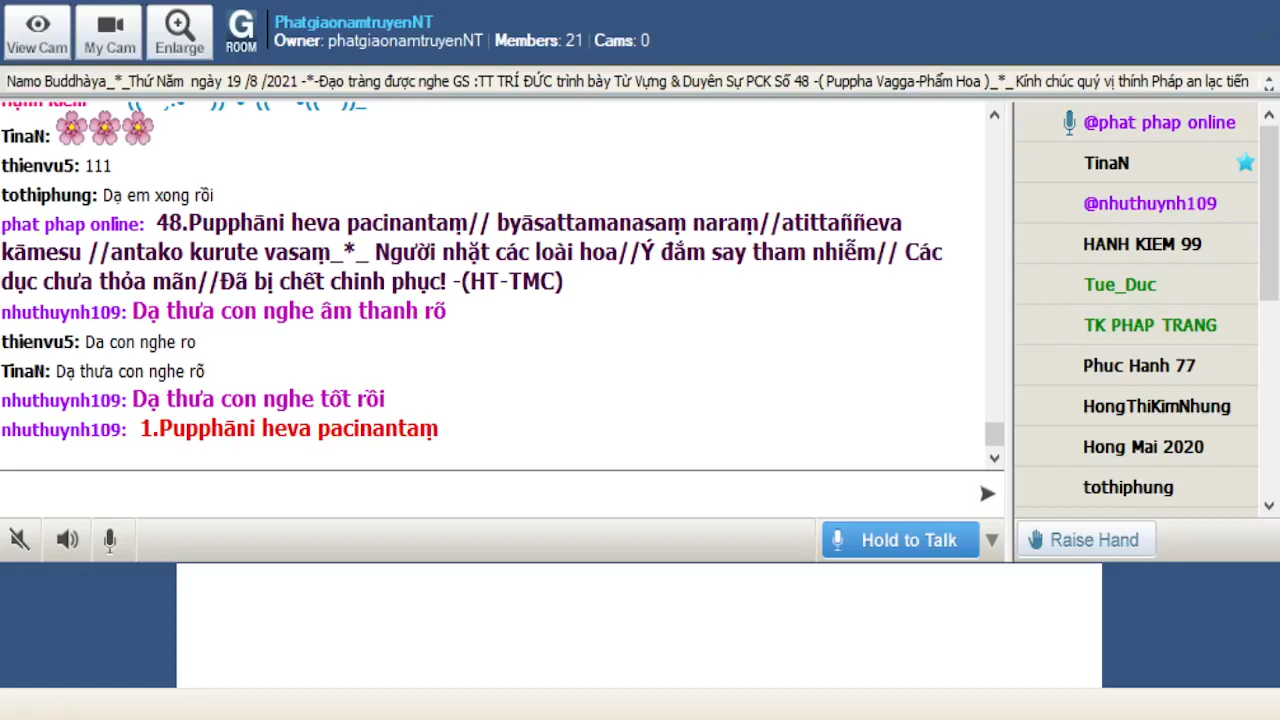 View Cam
My Cam
Enlarge
G
ROOM
PhatgiaonamtruyenNT
Owner: phatgiaonamtruyenNT | Members: 21 | Cams: 0
Namo Buddhàya_*_Thứ Năm ngày 19 /8 /2021 -*-Đạo tràng được nghe GS :TT TRÍ ĐỨC trình bày Từ Vựng & Duyên Sự PCK Số 48 -( Puppha Vagga-Phẩm Hoa )_*_Kính chúc quý vị thính Pháp an lạc tiến
TinaN:
thienvu5: 111
tothiphung: Dạ em xong rồi
phat phap online: 48.Pupphāni heva pacinantaṃ// byāsattamanasaṃ naraṃ//atittaññeva
kāmesu //antako kurute vasaṃ_*_ Người nhặt các loài hoa//Ý đắm say tham nhiễm// Các
dục chưa thỏa mãn//Đã bị chết chinh phục! -(HT-TMC)
nhuthuynh109: Dạ thưa con nghe âm thanh rõ
thienvu5: Da con nghe ro
TinaN: Dạ thưa con nghe rõ
nhuthuynh109: Dạ thưa con nghe tốt rồi
nhuthuynh109: 1.Pupphāni heva pacinantaṃ
@phat phap online
TinaN
@nhuthuynh109
HANH KIEM 99
Tue_Duc
TK PHAP TRANG
Phuc Hanh 77
HongThiKimNhung
Hong Mai 2020
tothiphung
Hold to Talk
Raise Hand